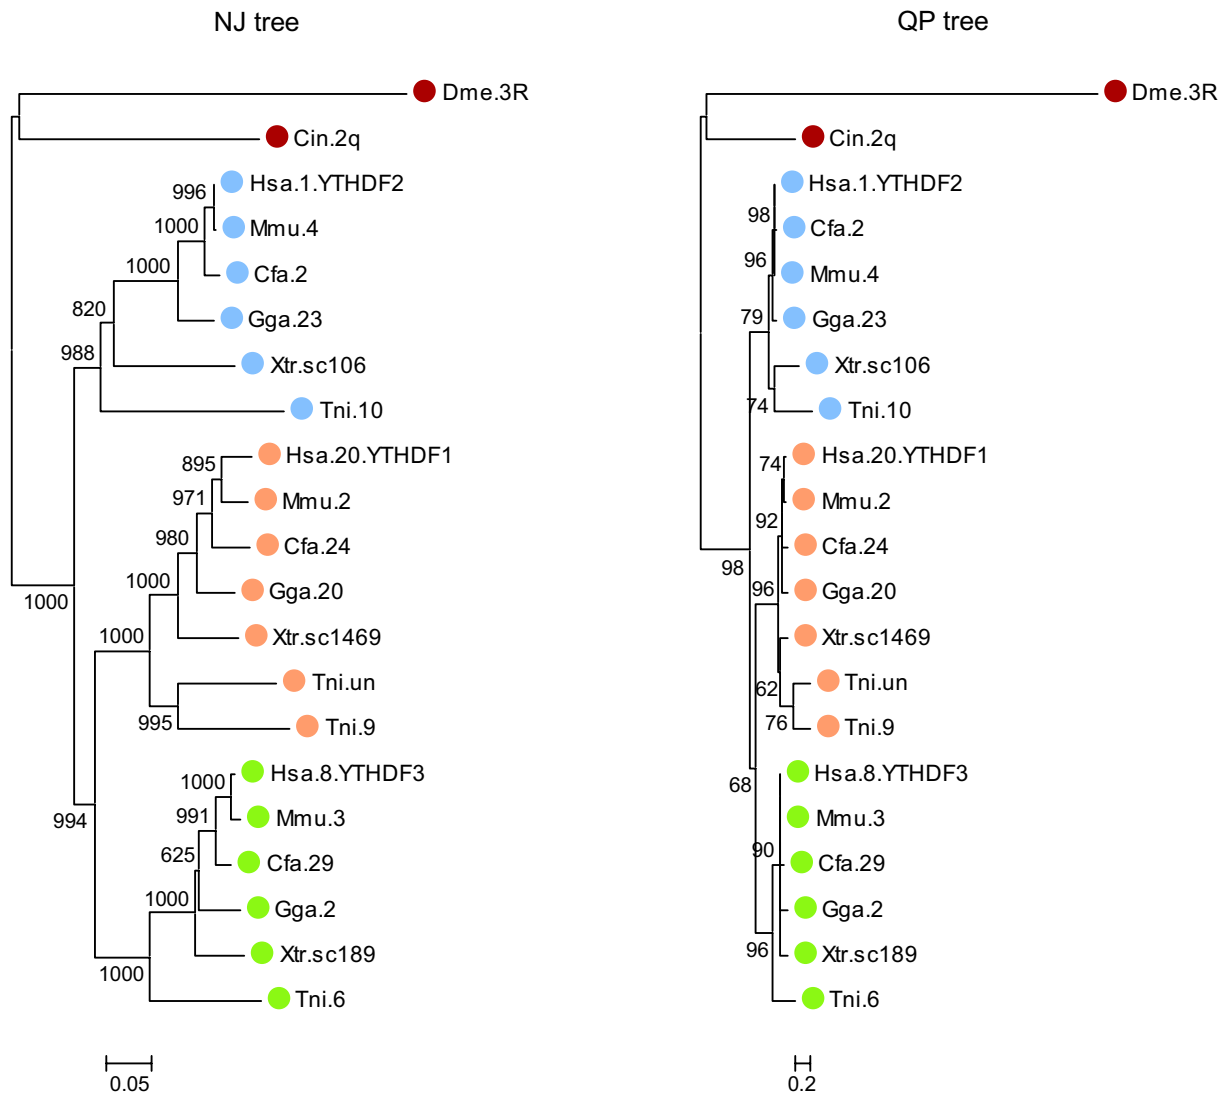 NJ tree
Dme.3R
Cin.2q
996
Hsa.1.YTHDF2
1000
Mmu.4
1000
Cfa.2
820
Gga.23
988
Xtr.sc106
Tni.10
895
Hsa.20.YTHDF1
971
Mmu.2
980
Cfa.24
1000
Gga.20
1000
1000
Xtr.sc1469
Tni.un
995
Tni.9
1000
Hsa.8.YTHDF3
994
991
Mmu.3
625
Cfa.29
1000
Gga.2
Xtr.sc189
1000
Tni.6
0.05
QP tree
Dme.3R
Cin.2q
Hsa.1.YTHDF2
98
Cfa.2
96
Mmu.4
79
Gga.23
Xtr.sc106
74
Tni.10
74
Hsa.20.YTHDF1
Mmu.2
92
Cfa.24
98
96
Gga.20
Xtr.sc1469
62
Tni.un
76
Tni.9
68
Hsa.8.YTHDF3
Mmu.3
90
Cfa.29
Gga.2
96
Xtr.sc189
Tni.6
0.2